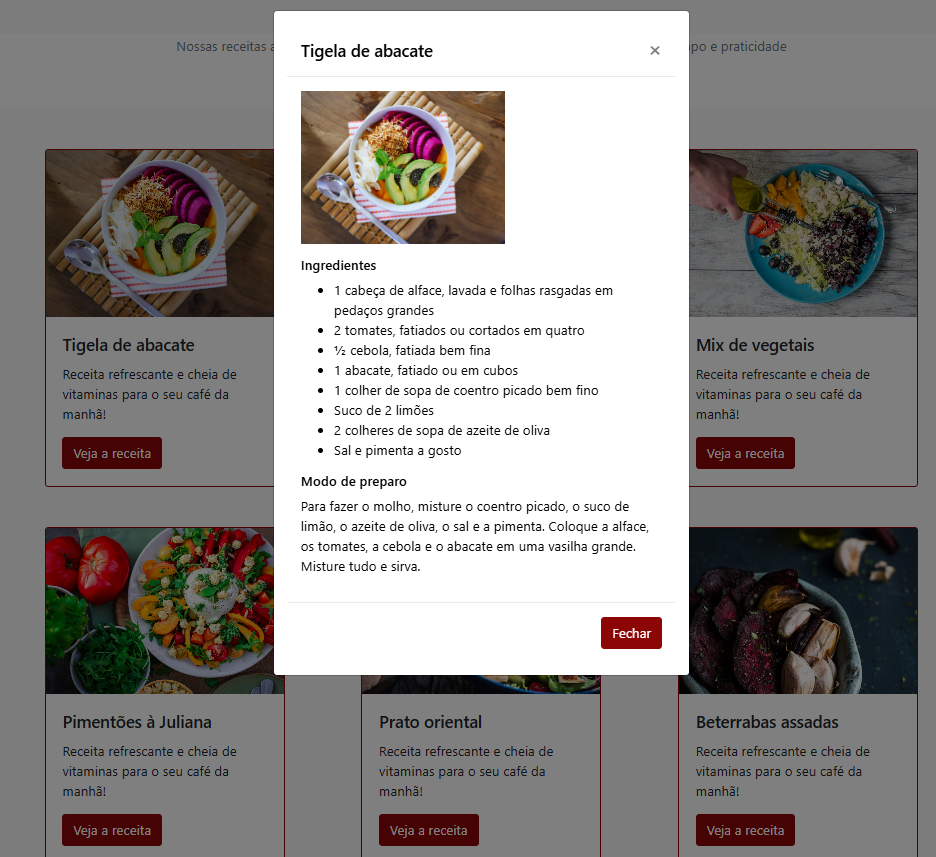 Nossas receitas
po e praticidade
Tigela de abacate
×
Ingredientes
• 1 cabeça de alface, lavada e folhas rasgadas em
pedaços grandes
• 2 tomates, fatiados ou cortados em quatro
• ½ cebola, fatiada bem fina
• 1 abacate, fatiado ou em cubos
• 1 colher de sopa de coentro picado bem fino
• Suco de 2 limões
• 2 colheres de sopa de azeite de oliva
• Sal e pimenta a gosto
Modo de preparo
Para fazer o molho, misture o coentro picado, o suco de
limão, o azeite de oliva, o sal e a pimenta. Coloque a alface,
os tomates, a cebola e o abacate em uma vasilha grande.
Misture tudo e sirva.
Fechar
Tigela de abacate
Receita refrescante e cheia de
vitaminas para o seu café da
manhã!
Veja a receita
Mix de vegetais
Receita refrescante e cheia de
vitaminas para o seu café da
manhã!
Veja a receita
Pimentões à Juliana
Receita refrescante e cheia de
vitaminas para o seu café da
manhã!
Veja a receita
Prato oriental
Receita refrescante e cheia de
vitaminas para o seu café da
manhã!
Veja a receita
Beterrabas assadas
Receita refrescante e cheia de
vitaminas para o seu café da
manhã!
Veja a receita